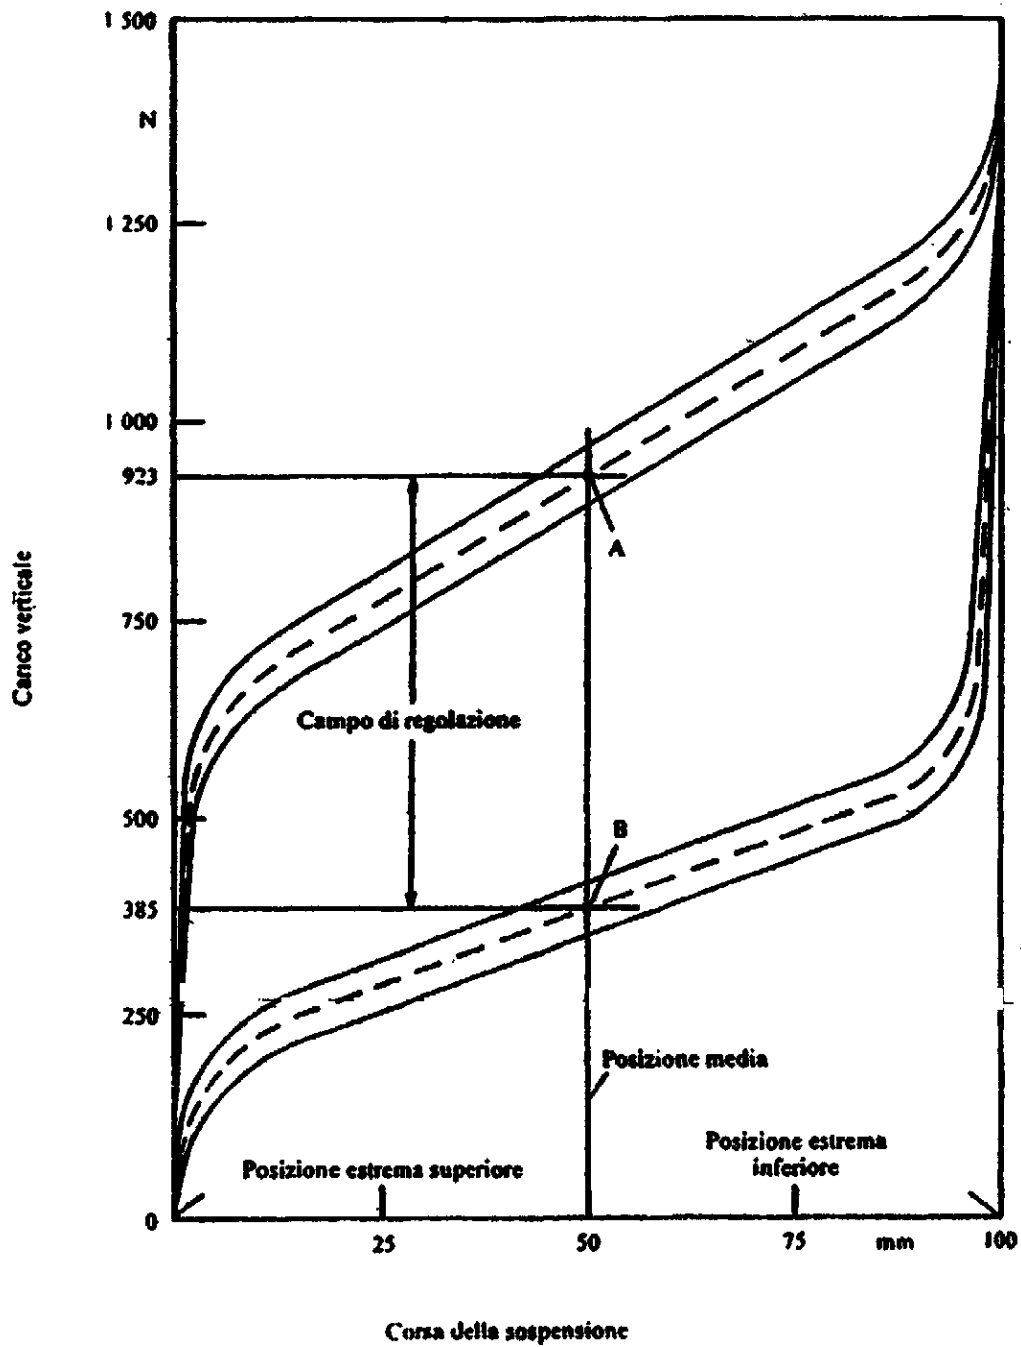 1 500
N
1 250
1 000
923
A
Carico verticale
750
Campo di regolazione
500
B
385
250
Posizione media
Posizione estrema superiore
Posizione estrema
inferiore
0
25
50
75
mm
100
Corsa della sospensione